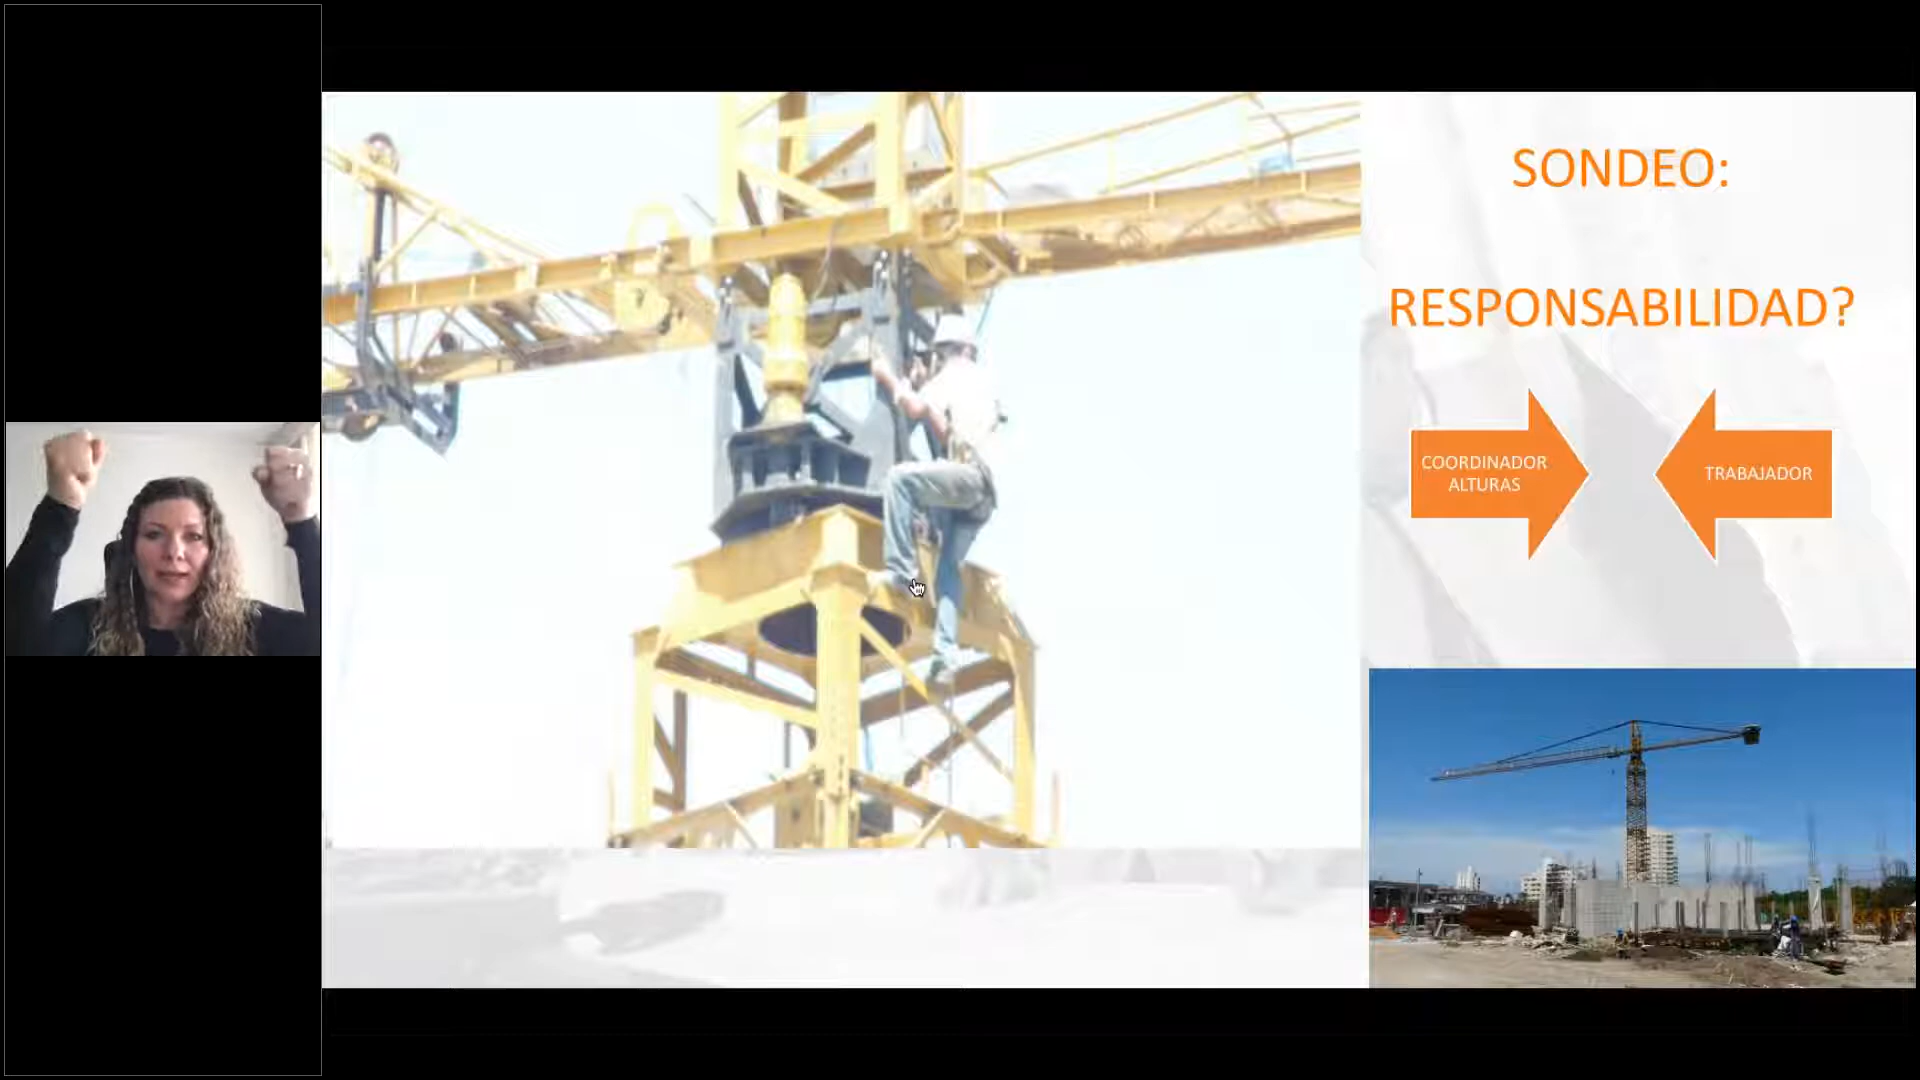 SONDEO:
RESPONSABILIDAD?
COORDINADOR
ALTURAS
TRABAJADOR